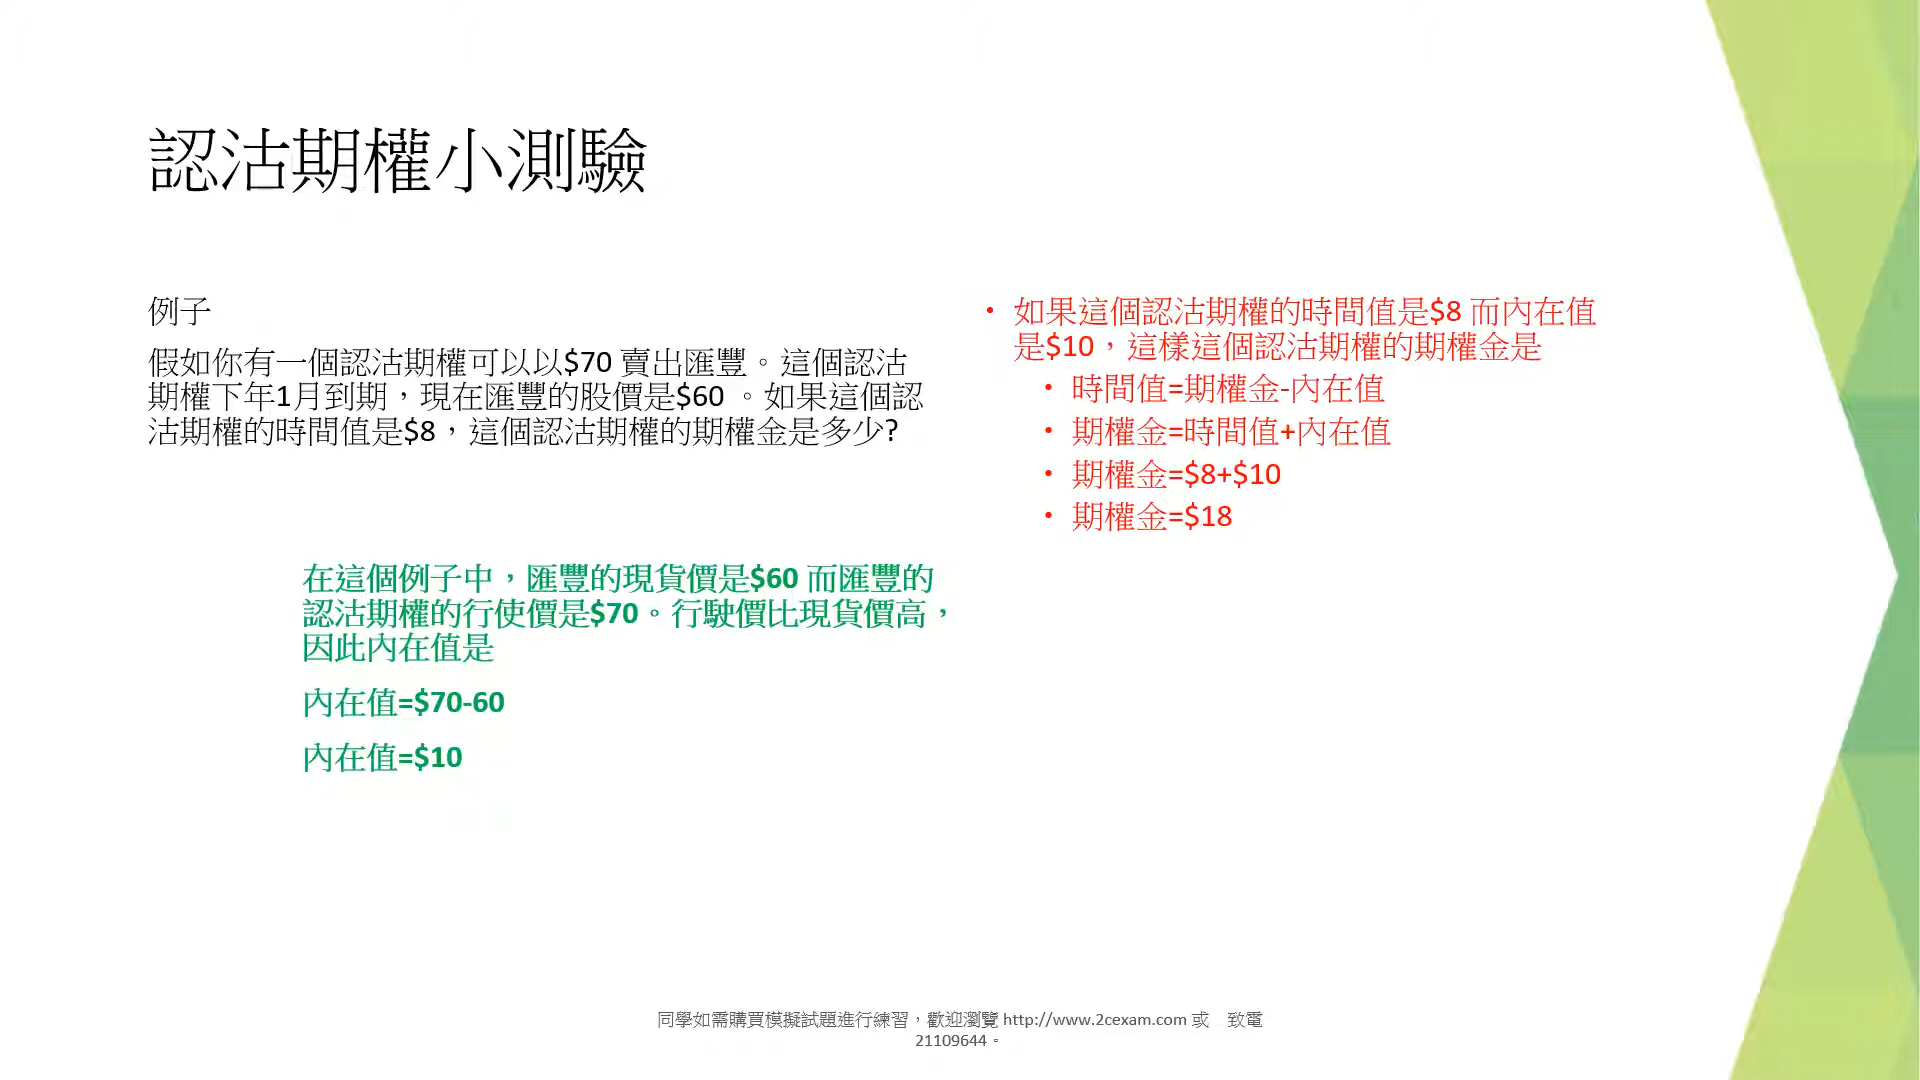 認沽期權小測驗
例子
假如你有一個認沽期權可以以$70 賣出匯豐。這個認沽
期權下年1月到期，現在匯豐的股價是$60 。如果這個認
沽期權的時間值是$8，這個認沽期權的期權金是多少?
在這個例子中，匯豐的現貨價是$60 而匯豐的
認沽期權的行使價是$70。行駛價比現貨價高，
因此內在值是
內在值=$70-60
內在值=$10
• 如果這個認沽期權的時間值是$8 而內在值
是$10，這樣這個認沽期權的期權金是
• 時間值=期權金-內在值
• 期權金=時間值+內在值
• 期權金=$8+$10
• 期權金=$18
同學如需購買模擬試題進行練習，歡迎瀏覽 http://www.2cexam.com 或　致電
21109644。